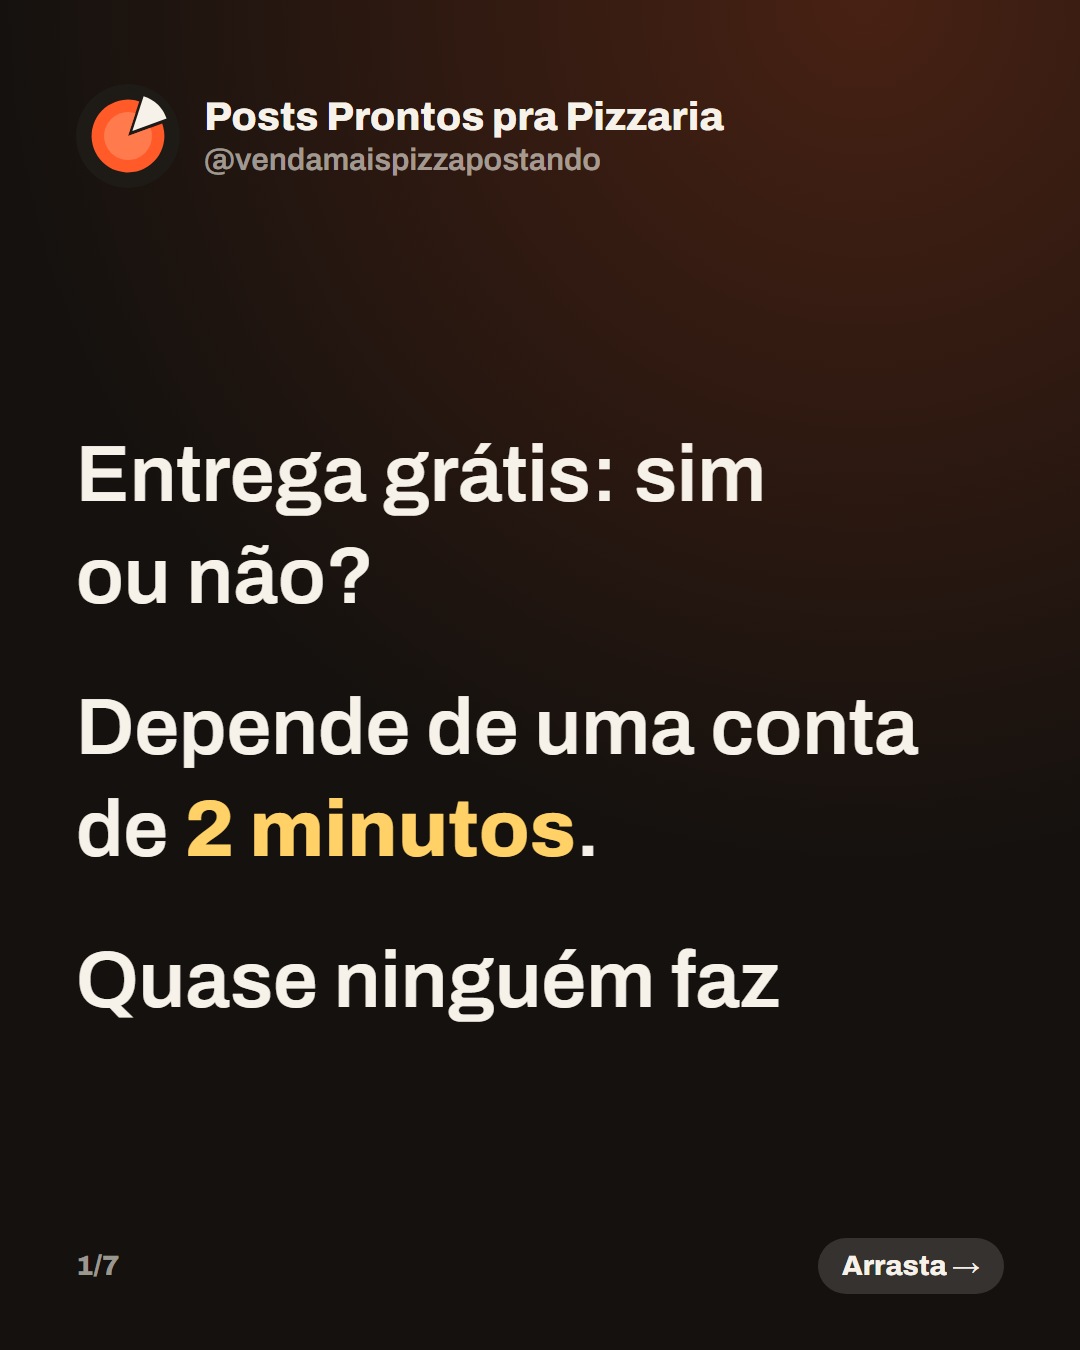 Posts Prontos pra Pizzaria
@vendamaispizzapostando
Entrega grátis: sim
ou não?
Depende de uma conta
de 2 minutos.
Quase ninguém faz
1/7
Arrasta →